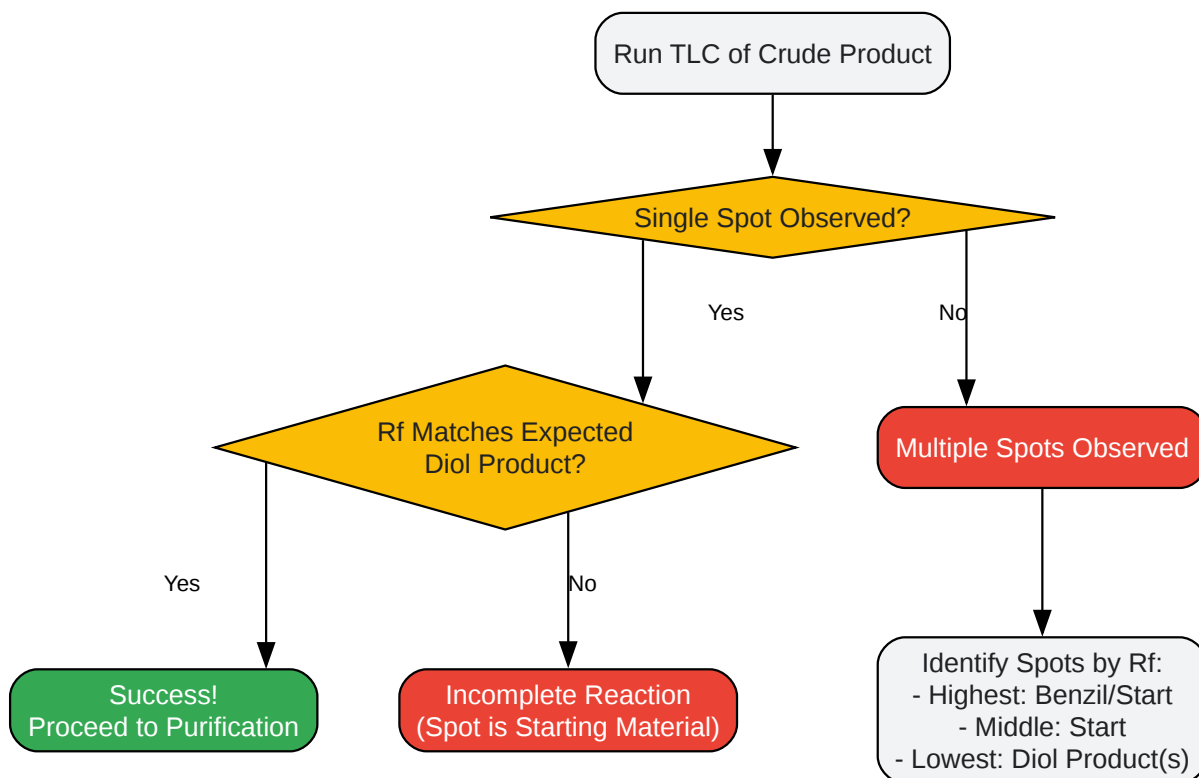 Run TLC of Crude Product
Single Spot Observed?
Yes
No
Rf Matches Expected
Diol Product?
Multiple Spots Observed
Yes
No
Success!
Proceed to Purification
Incomplete Reaction
(Spot is Starting Material)
Identify Spots by Rf:
- Highest: Benzil/Start
- Middle: Start
- Lowest: Diol Product(s)